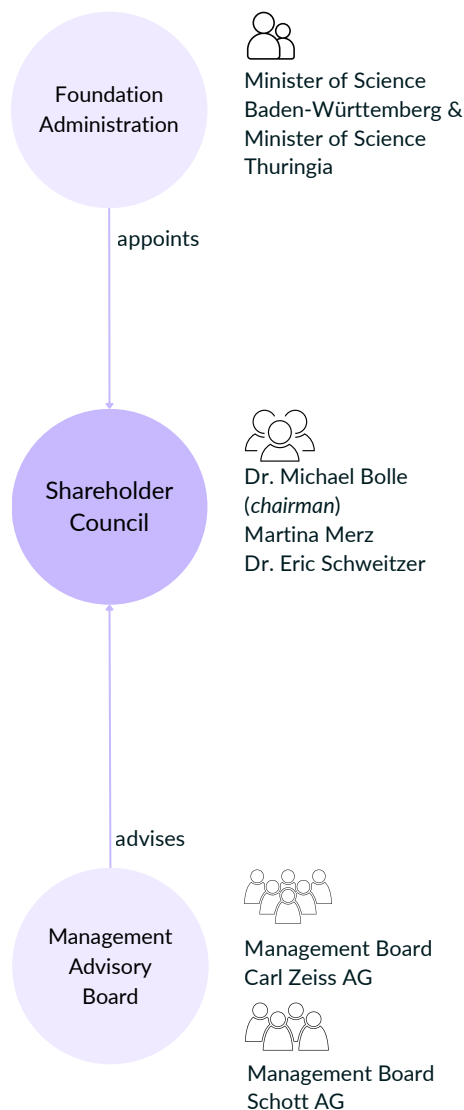 Foundation
Administration
Minister of Science
Baden-Württemberg &
Minister of Science
Thuringia
appoints
Shareholder
Council
Dr. Michael Bolle
(chairman)
Martina Merz
Dr. Eric Schweitzer
advises
Management
Advisory
Board
Management Board
Carl Zeiss AG
Management Board
Schott AG